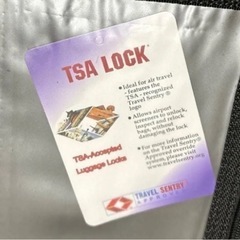 TSA LOCK®
• Ideal for air travel
- features the
TSA - recognized
Travel Sentry®
logo
• Allows airport
screeners to unlock,
inspect and relock
bags, without
damaging the lock
• For more information
on the Travel Sentry®
Approved override
system, please visit
www.travelsentry.org
TSA-Accepted
Luggage Locks
TRAVEL SENTRY
APPROVED